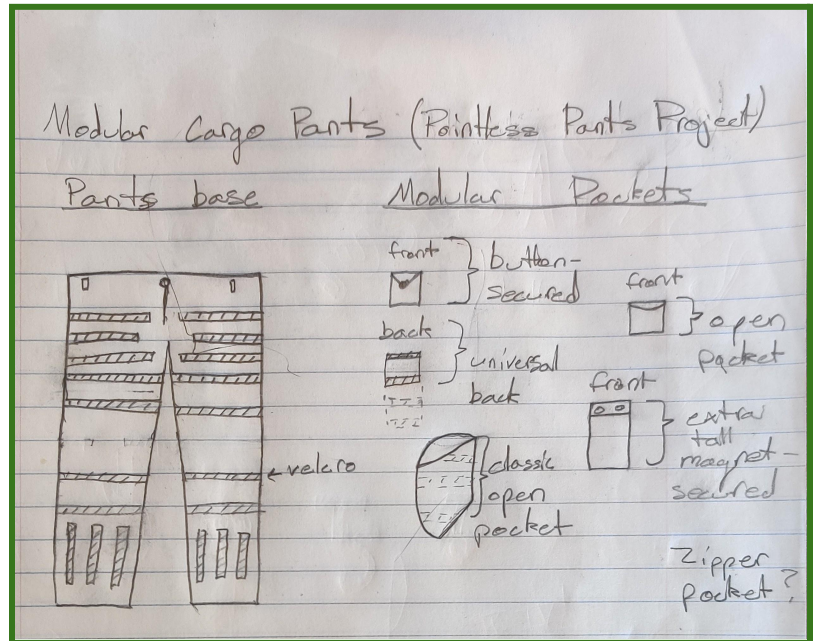 Modular Cargo Pants (Pointless Pants Project)
Pants base
Modular Pockets
front
button-
secured
back
universal
back
classic
open
pocket
front
open
pocket
front
extra
tall
magnet-
secured
← velcro
Zipper
pocket?